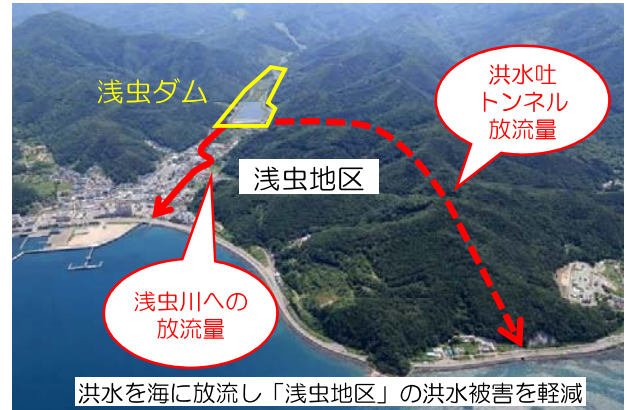 浅虫ダム
洪水吐
トンネル
放流量
浅虫地区
浅虫川への
放流量
洪水を海に放流し「浅虫地区」の洪水被害を軽減